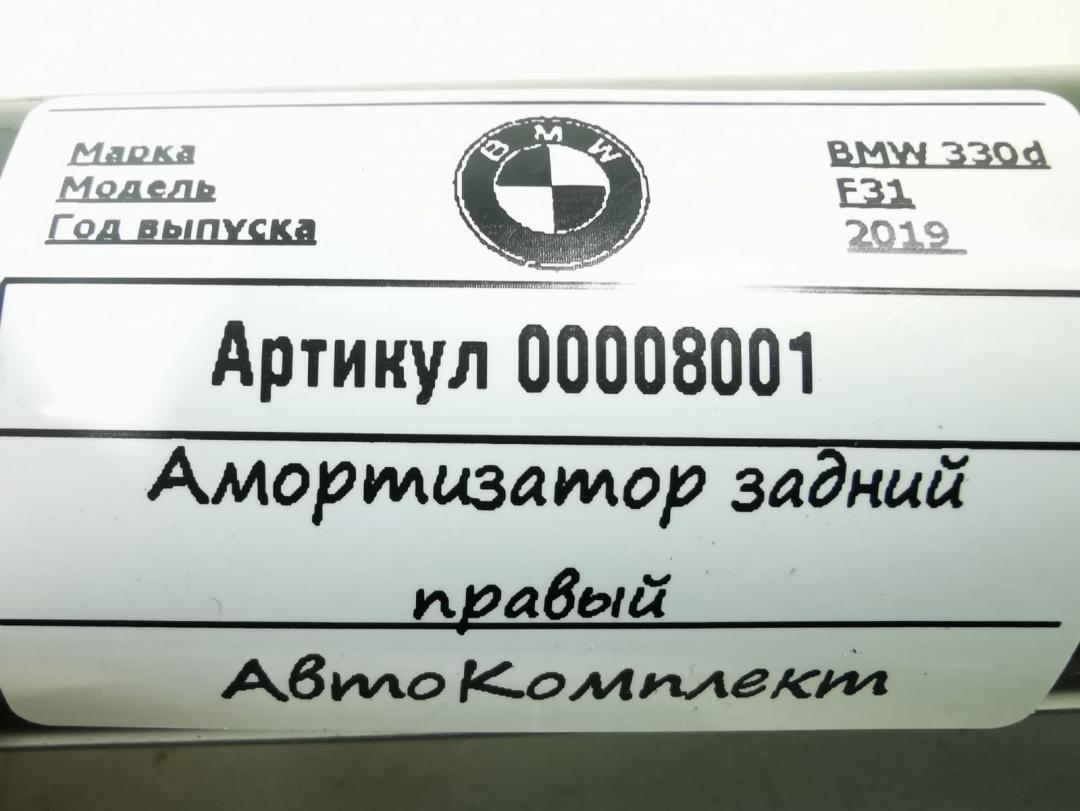 Марка BMW 330d
Модель F31
Год выпуска 2019
BMW
Артикул 00008001
Амортизатор задний
правый
АвтоКомплект